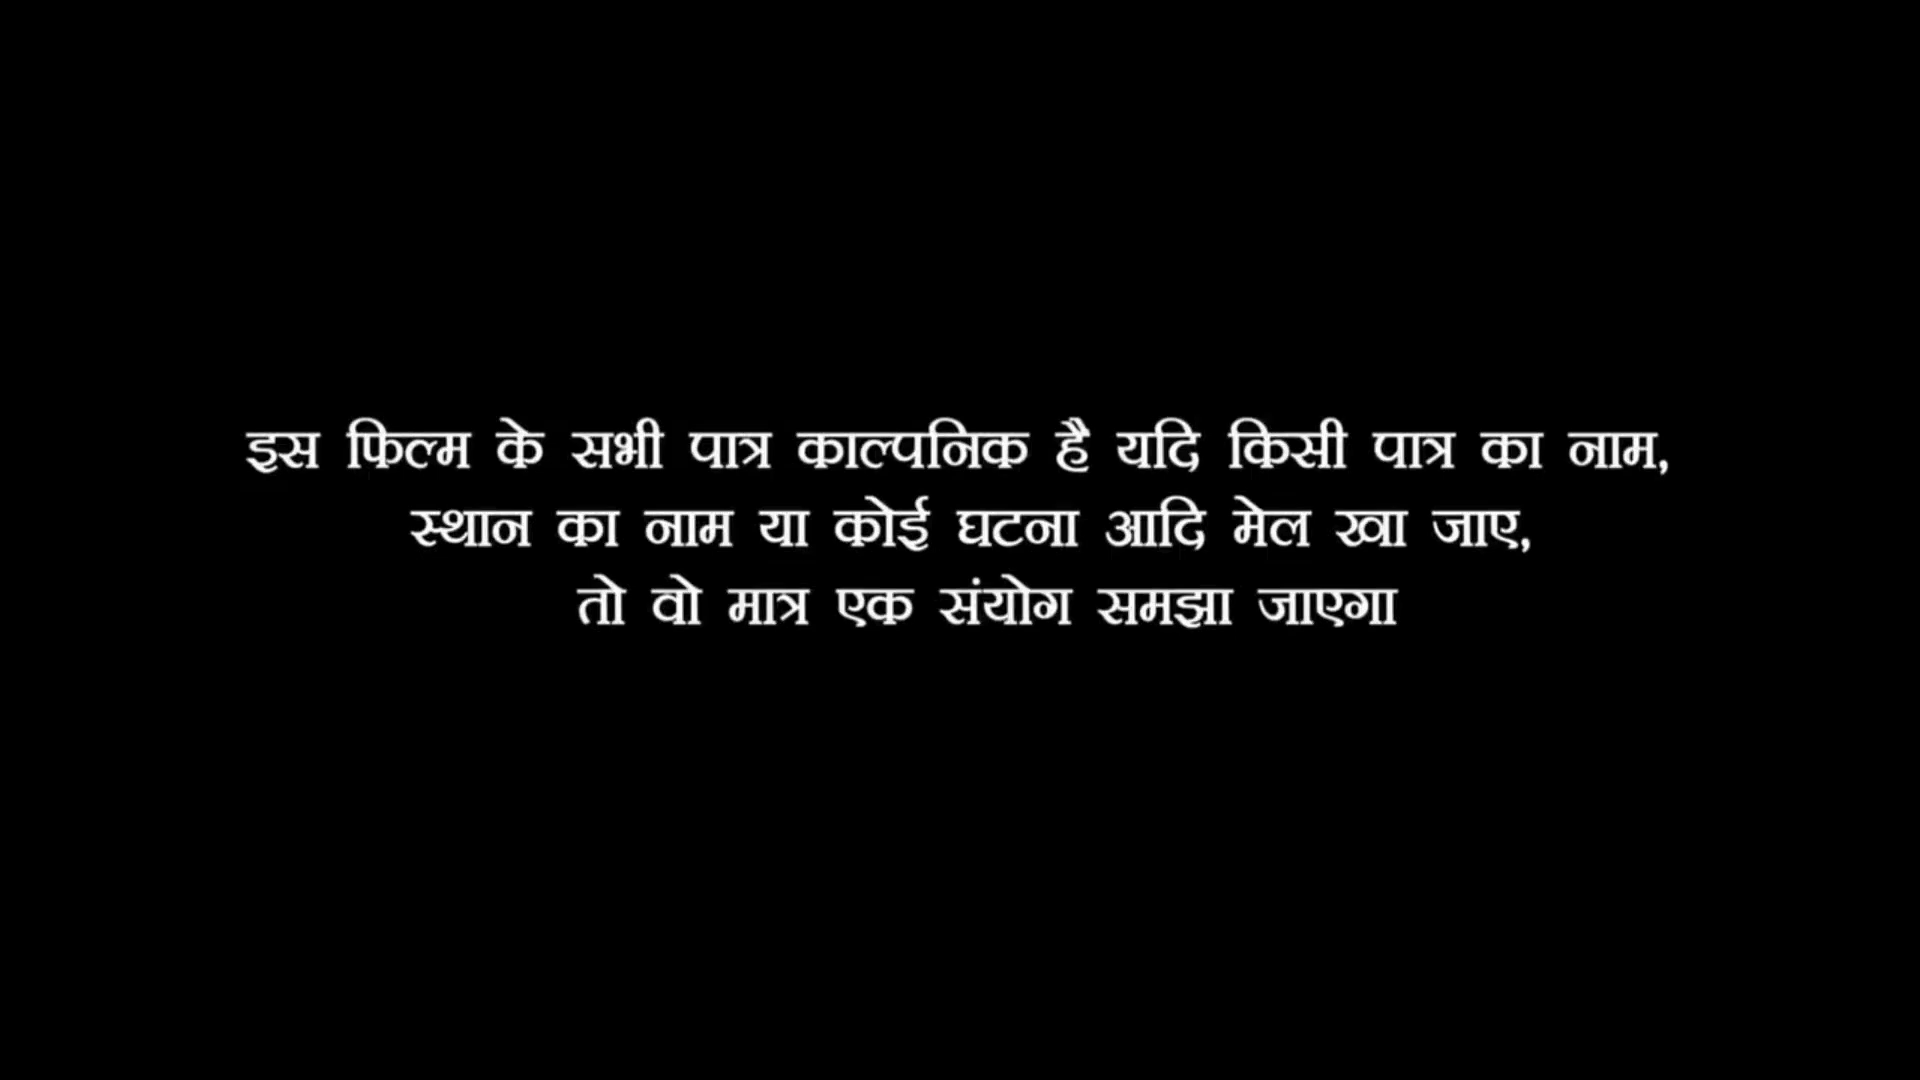 इस फिल्म के सभी पात्र काल्पनिक है यदि किसी पात्र का नाम,
स्थान का नाम या कोई घटना आदि मेल खा जाए,
तो वो मात्र एक संयोग समझा जाएगा